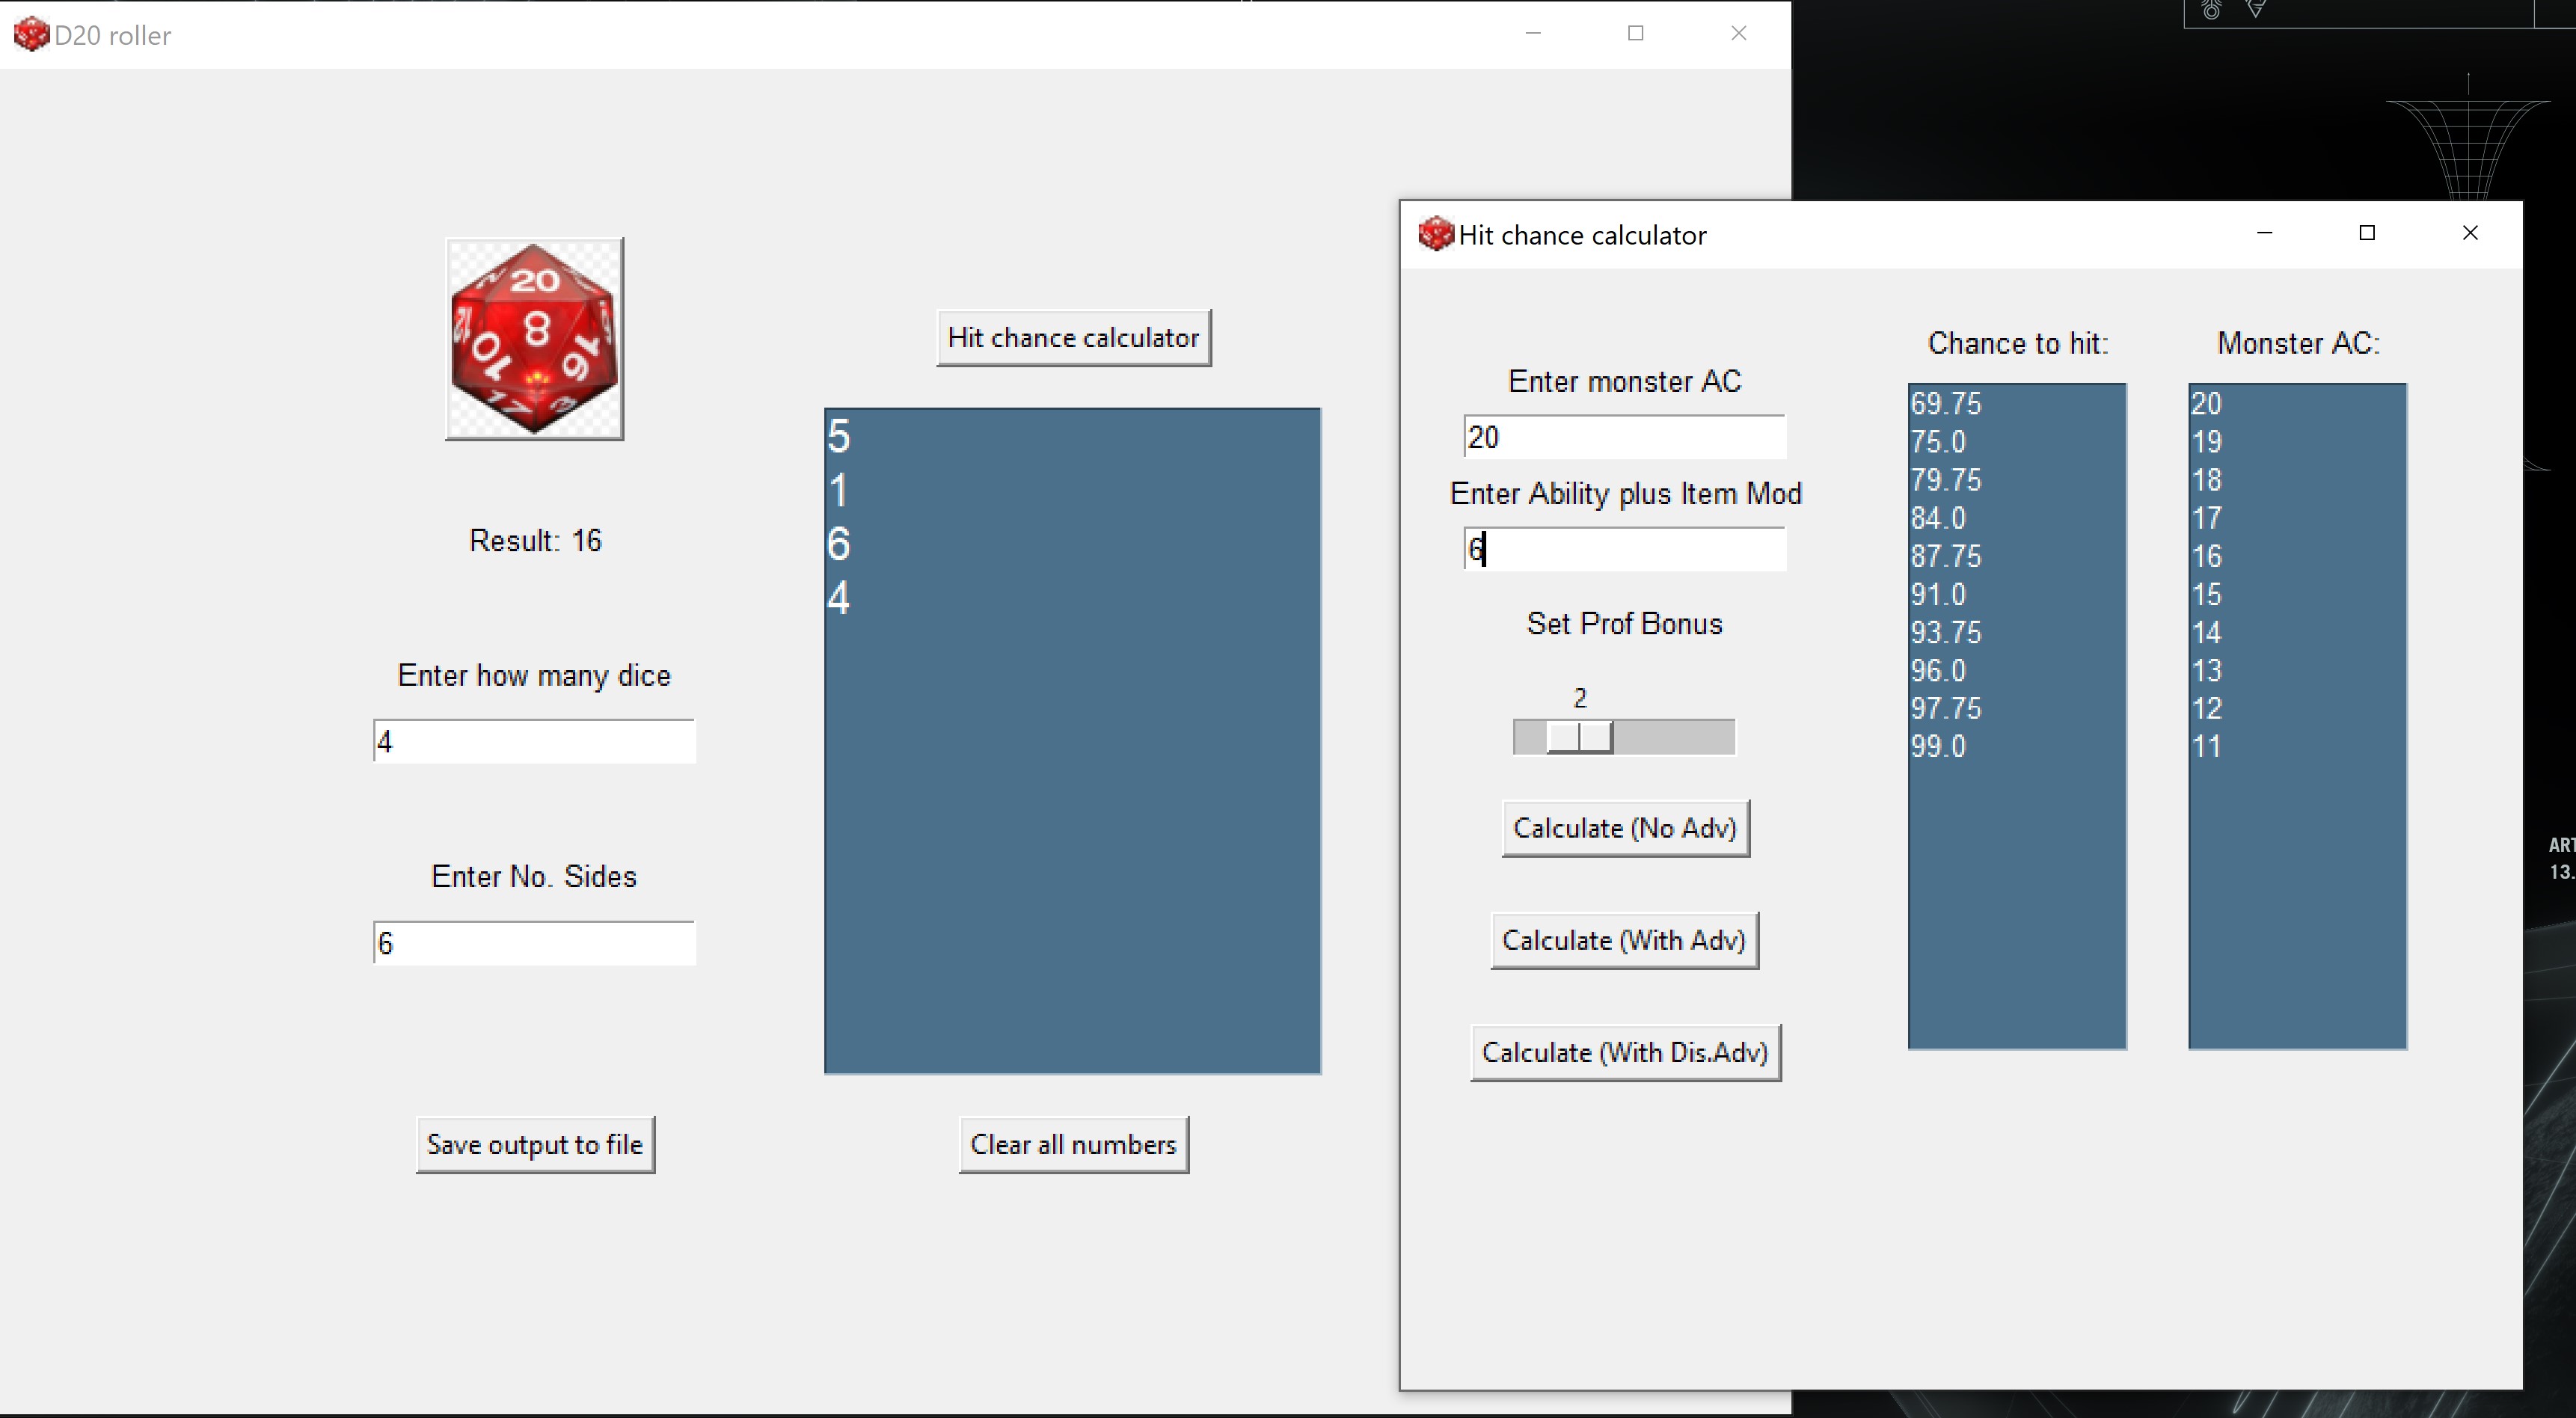 D20 roller
20
8
10
16
12
17
3
Hit chance calculator
5
1
6
4
Result: 16
Enter how many dice
4
Enter No. Sides
6
Save output to file
Clear all numbers
Hit chance calculator
Enter monster AC
20
Enter Ability plus Item Mod
6
Set Prof Bonus
2
Calculate (No Adv)
Calculate (With Adv)
Calculate (With Dis.Adv)
Chance to hit:
69.75
75.0
79.75
84.0
87.75
91.0
93.75
96.0
97.75
99.0
Monster AC:
20
19
18
17
16
15
14
13
12
11
ART
13.